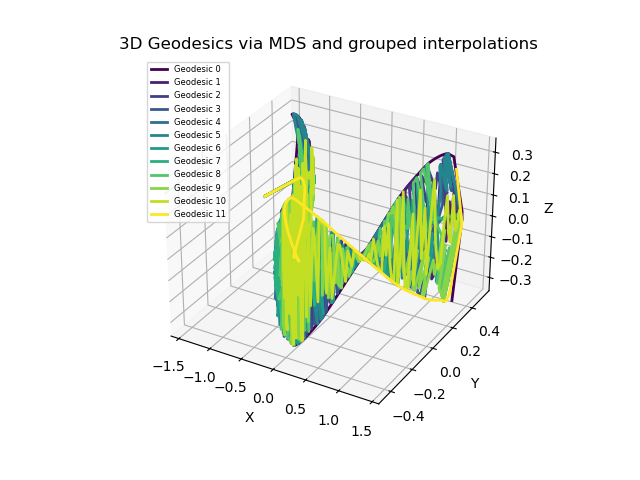 3D Geodesics via MDS and grouped interpolations
Geodesic 0
Geodesic 1
Geodesic 2
Geodesic 3
Geodesic 4
Geodesic 5
Geodesic 6
Geodesic 7
Geodesic 8
Geodesic 9
Geodesic 10
Geodesic 11
0.3
0.2
0.1
0.0
−0.1
−0.2
−0.3
Z
0.4
0.2
0.0
−0.2
−0.4
Y
−1.5
−1.0
−0.5
0.0
0.5
1.0
1.5
X